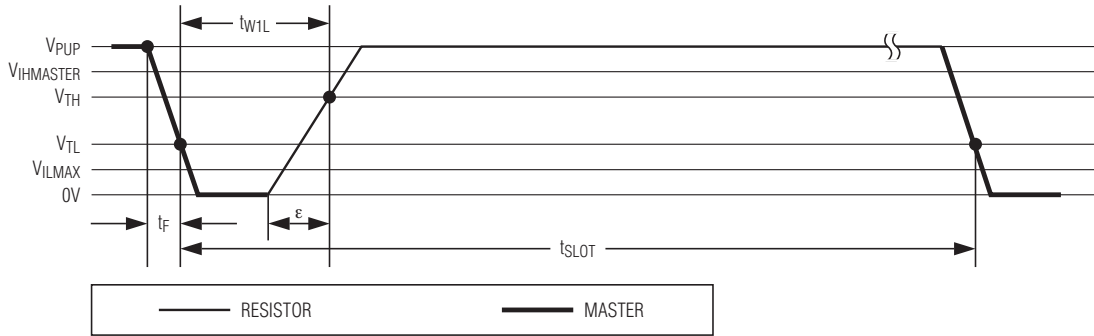 tW1L
VPUP
VIHMASTER
VTH
VTL
VILMAX
0V
tF
ε
tSLOT
RESISTOR
MASTER